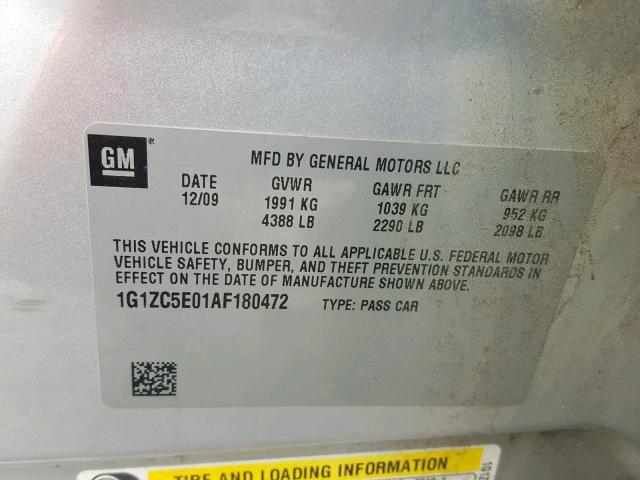 GM ®
MFD BY GENERAL MOTORS LLC
DATE GVWR GAWR FRT GAWR RR
12/09 1991 KG 1039 KG 952 KG
4388 LB 2290 LB 2098 LB
THIS VEHICLE CONFORMS TO ALL APPLICABLE U.S. FEDERAL MOTOR
VEHICLE SAFETY, BUMPER, AND THEFT PREVENTION STANDARDS IN
EFFECT ON THE DATE OF MANUFACTURE SHOWN ABOVE.
1G1ZC5E01AF180472 TYPE: PASS CAR
TIRE AND LOADING INFORMATION
1G1Z